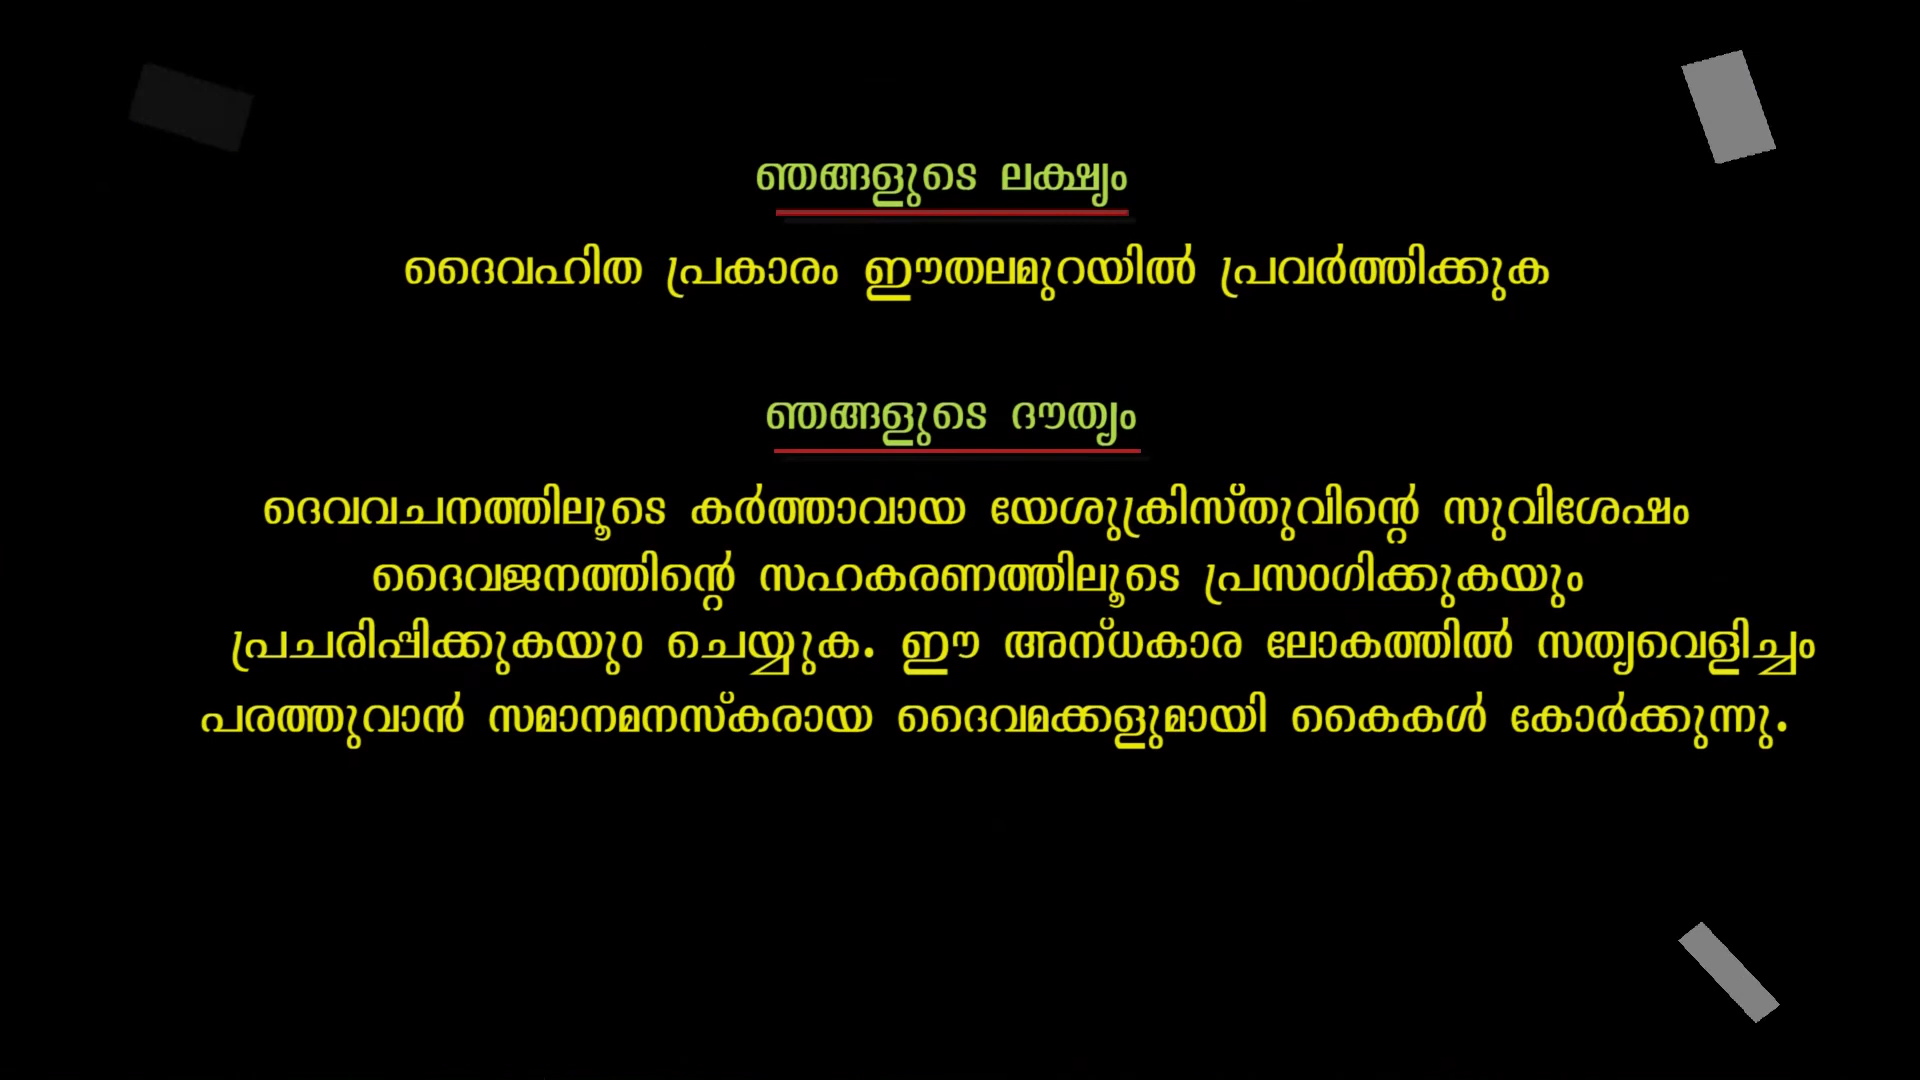 ഞങ്ങളുടെ ലക്ഷ്യം
ദൈവഹിത പ്രകാരം ഈതലമുറയിൽ പ്രവർത്തിക്കുക
ഞങ്ങളുടെ ദൗത്യം
ദൈവവചനത്തിലൂടെ കർത്താവായ യേശുക്രിസ്തുവിന്റെ സുവിശേഷം
ദൈവജനത്തിന്റെ സഹകരണത്തിലൂടെ പ്രസംഗിക്കുകയും
പ്രചരിപ്പിക്കുകയും ചെയ്യുക. ഈ അന്ധകാര ലോകത്തിൽ സത്യവെളിച്ചം
പരത്തുവാൻ സമാനമനസ്കരായ ദൈവമക്കളുമായി കൈകൾ കോർക്കുന്നു.